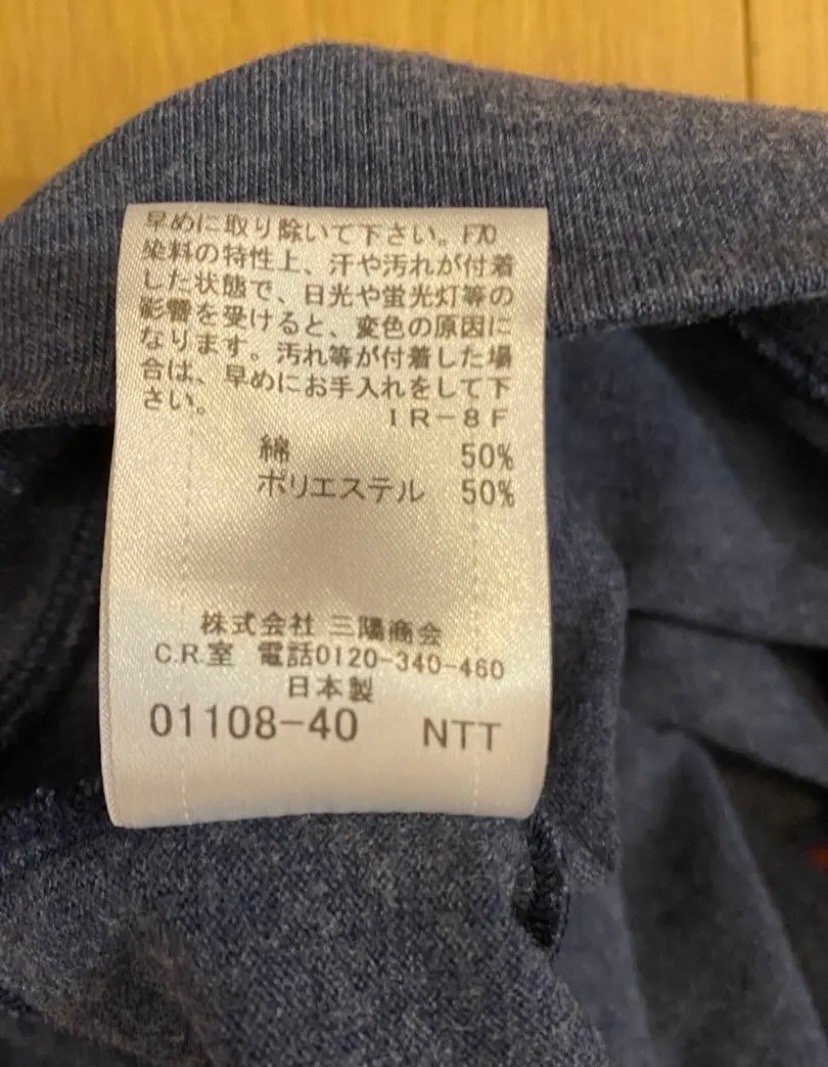 早めに取り除いて下さい。F70
染料の特性上、汗や汚れが付着
した状態で、日光や蛍光灯等の
影響を受けると、変色の原因に
なります。汚れ等が付着した場
合は、早めにお手入れをして下
さい。 IR-8F
綿 50%
ポリエステル 50%
株式会社 三陽商会
C.R.室 電話0120-340-460
日本製
01108-40 NTT